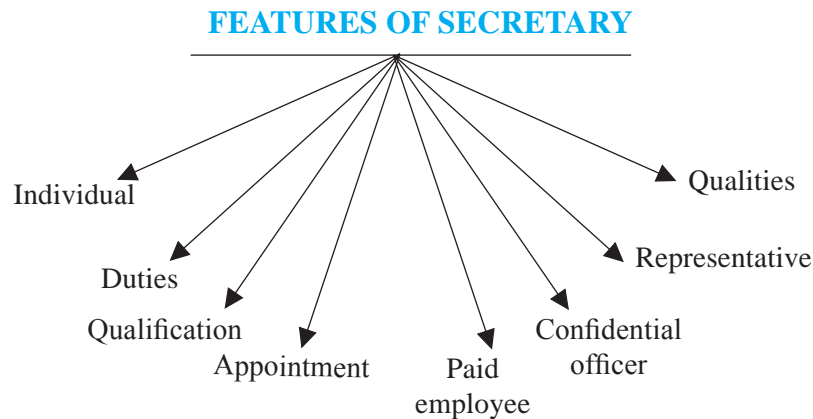 FEATURES OF SECRETARY
Individual
Duties
Qualification
Appointment
Paid
employee
Confidential
officer
Representative
Qualities